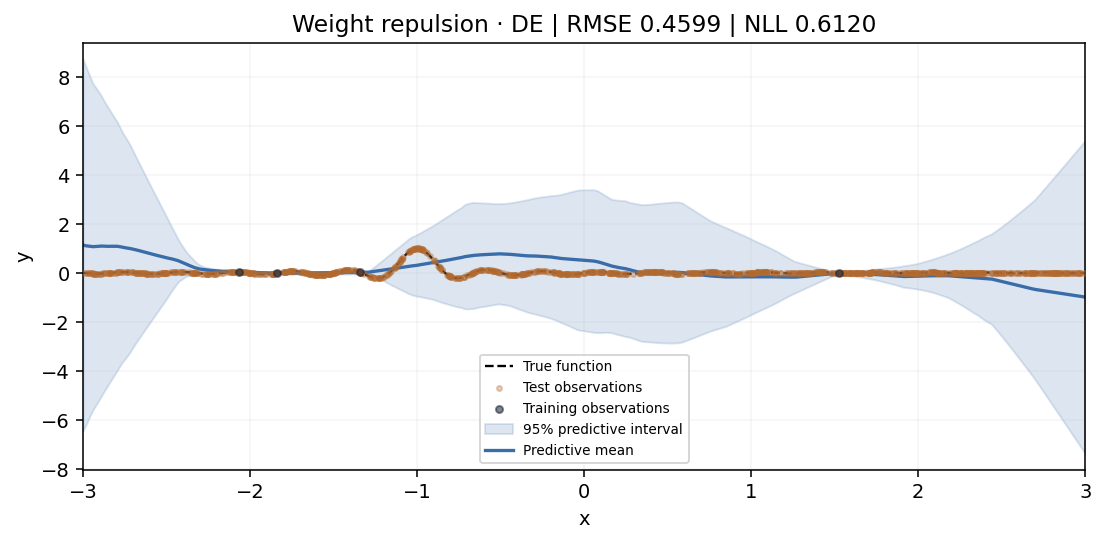 Weight repulsion · DE | RMSE 0.4599 | NLL 0.6120
8
6
4
2
0
−2
−4
−6
−8
y
True function
Test observations
Training observations
95% predictive interval
Predictive mean
−3
−2
−1
0
1
2
3
x